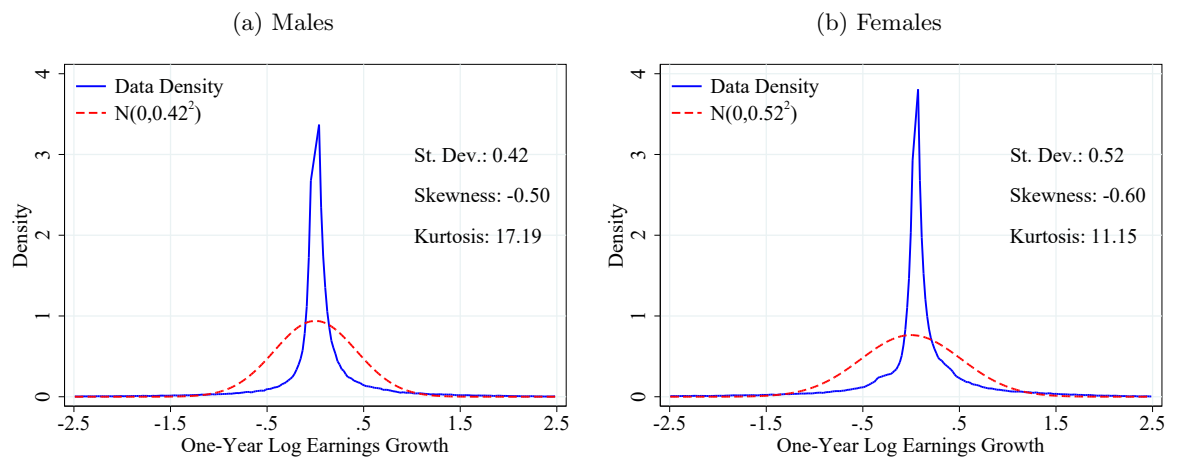 (a) Males
Data Density
N(0,0.42²)
St. Dev.: 0.42
Skewness: -0.50
Kurtosis: 17.19
Density
0
1
2
3
4
-2.5
-1.5
-.5
.5
1.5
2.5
One-Year Log Earnings Growth
(b) Females
Data Density
N(0,0.52²)
St. Dev.: 0.52
Skewness: -0.60
Kurtosis: 11.15
Density
0
1
2
3
4
-2.5
-1.5
-.5
.5
1.5
2.5
One-Year Log Earnings Growth